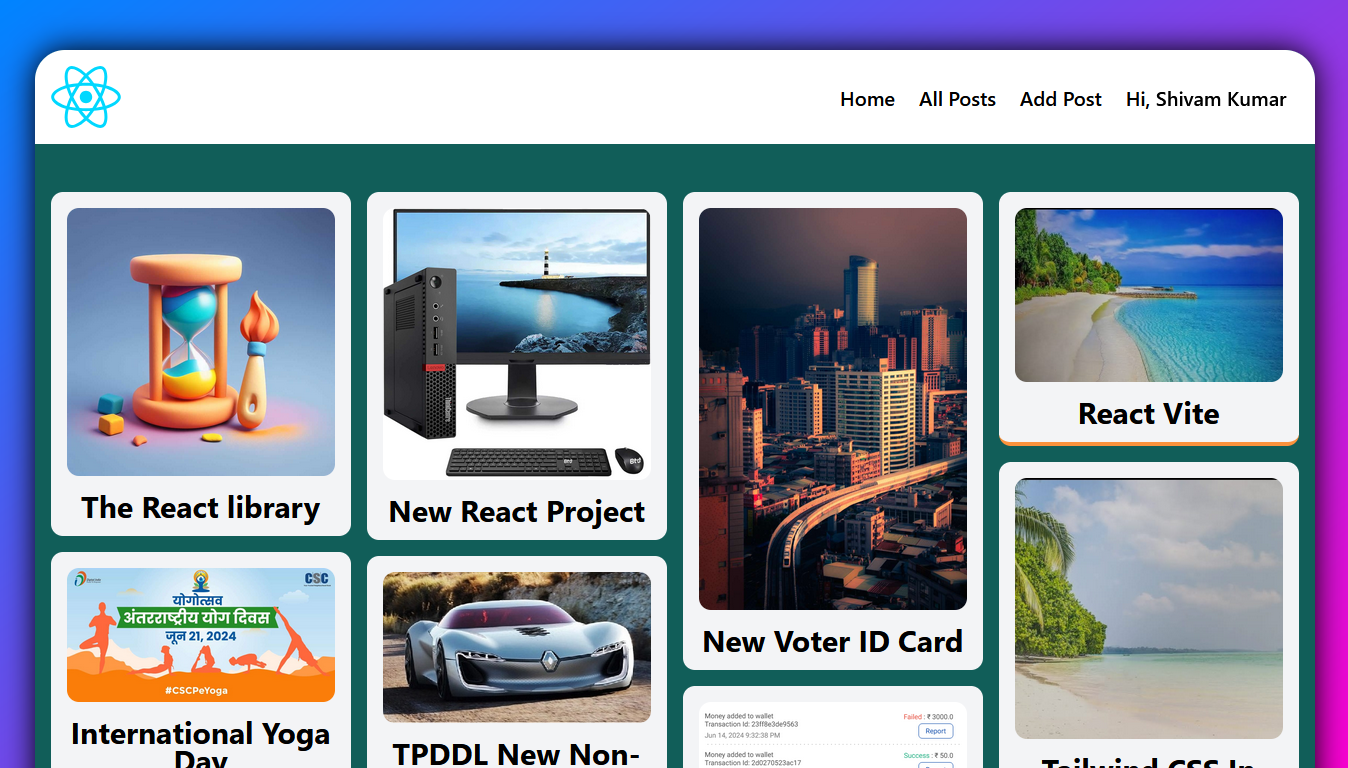 Home
All Posts
Add Post
Hi, Shivam Kumar
The React library
New React Project
New Voter ID Card
React Vite
CSC
योगोत्सव
अंतरराष्ट्रीय योग दिवस
जून 21, 2024
#CSCPeYoga
International Yoga
Day
TPDDL New Non-
Money added to wallet
Failed : ₹ 3000.0
Transaction Id: 23ff8e3de9563
Report
Jun 14, 2024 9:32:38 PM
Money added to wallet
Success : ₹ 50.0
Transaction Id: 2d0270523ac17
Tailwind CSS In